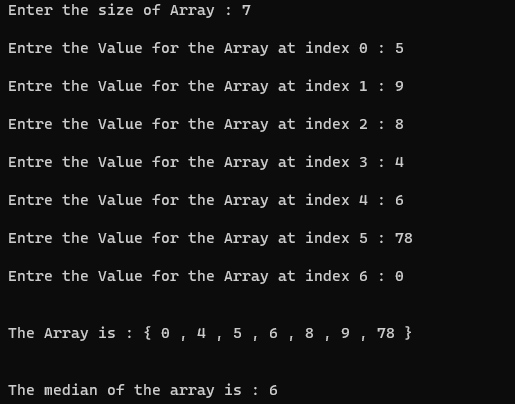 Enter the size of Array : 7
Entre the Value for the Array at index 0 : 5
Entre the Value for the Array at index 1 : 9
Entre the Value for the Array at index 2 : 8
Entre the Value for the Array at index 3 : 4
Entre the Value for the Array at index 4 : 6
Entre the Value for the Array at index 5 : 78
Entre the Value for the Array at index 6 : 0
The Array is : { 0 , 4 , 5 , 6 , 8 , 9 , 78 }
The median of the array is : 6